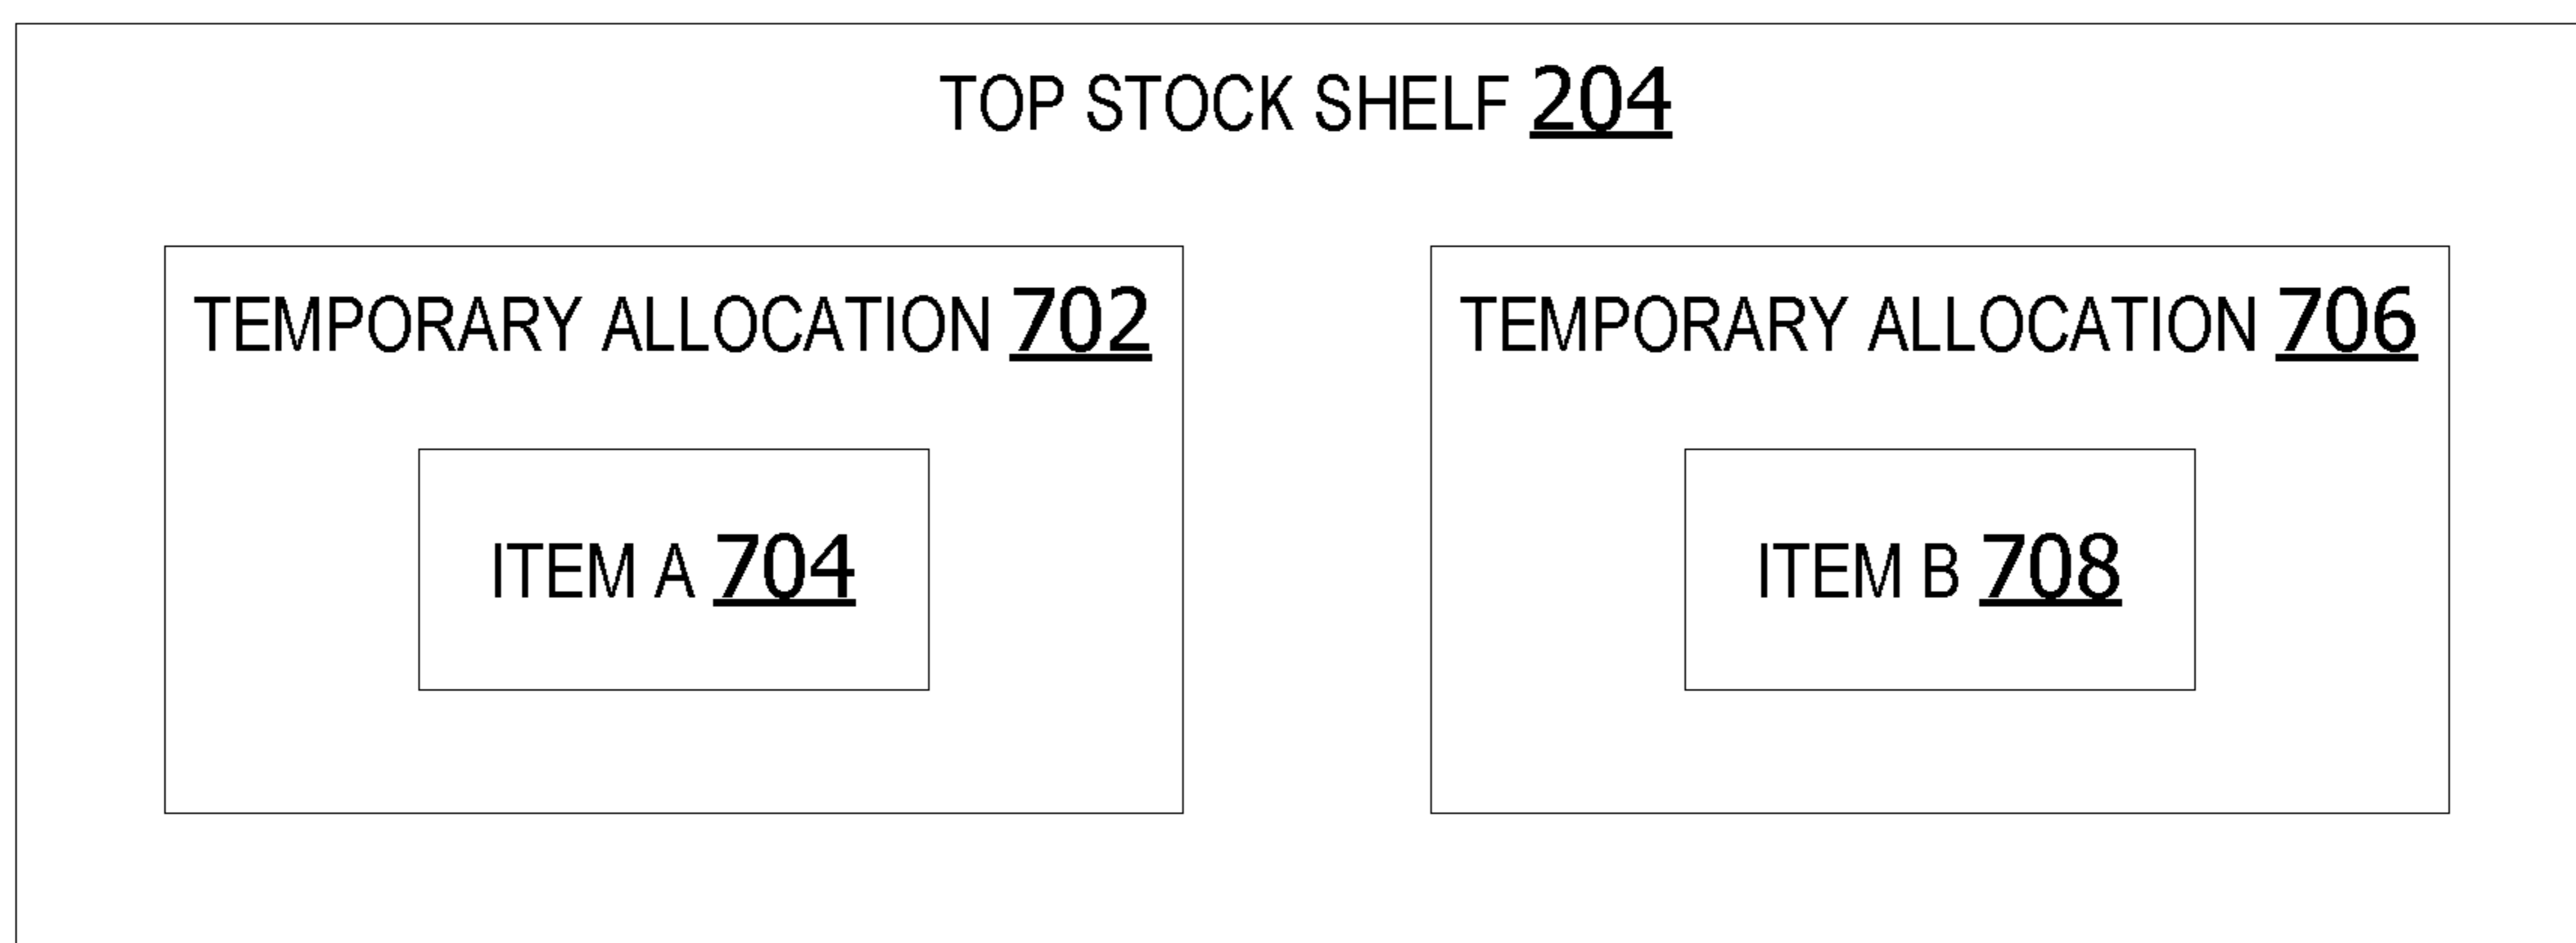 TOP STOCK SHELF 204
TEMPORARY ALLOCATION 702
ITEM A 704
TEMPORARY ALLOCATION 706
ITEM B 708